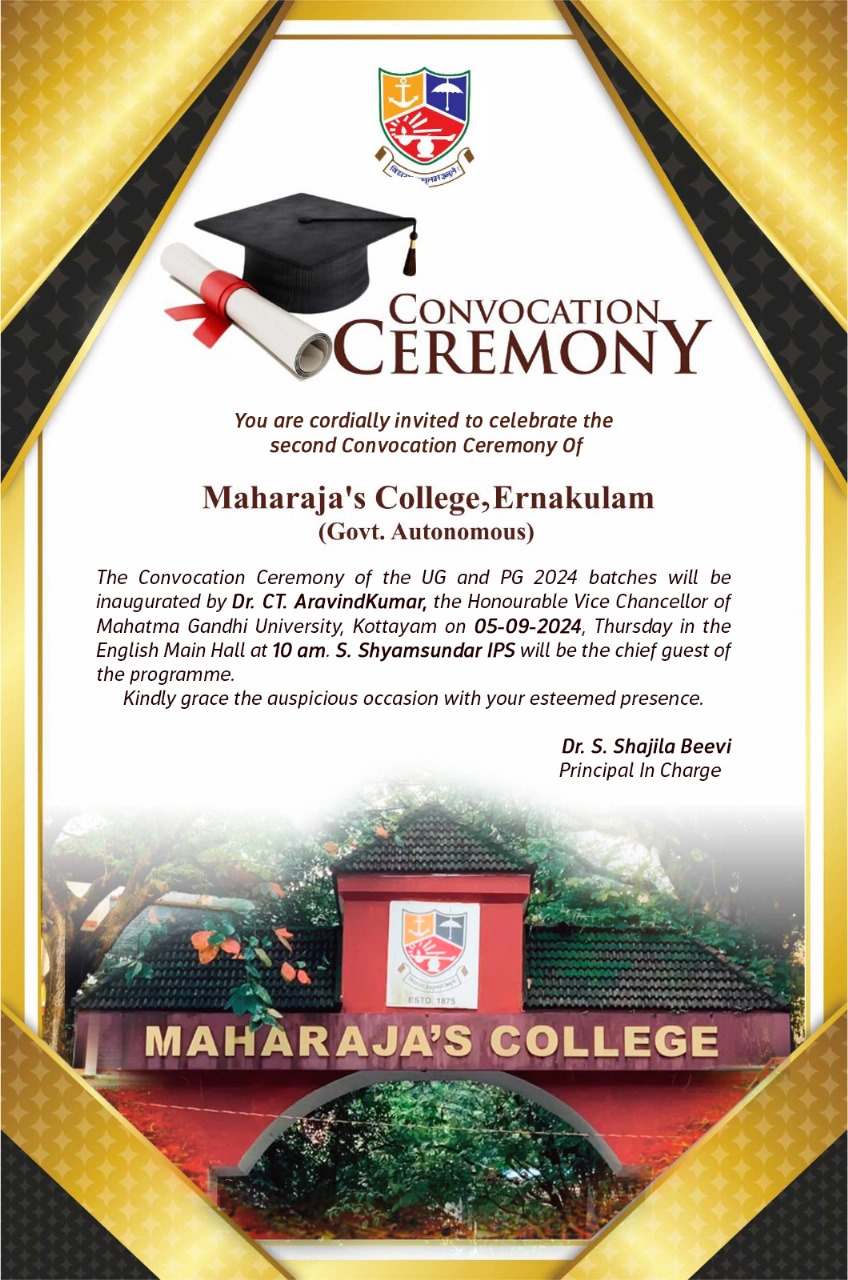 CONVOCATION
CEREMONY
You are cordially invited to celebrate the
second Convocation Ceremony Of
Maharaja's College,Ernakulam
(Govt. Autonomous)
The Convocation Ceremony of the UG and PG 2024 batches will be
inaugurated by Dr. CT. AravindKumar, the Honourable Vice Chancellor of
Mahatma Gandhi University, Kottayam on 05-09-2024, Thursday in the
English Main Hall at 10 am. S. Shyamsundar IPS will be the chief guest of
the programme.
Kindly grace the auspicious occasion with your esteemed presence.
Dr. S. Shajila Beevi
Principal In Charge
ESTD. 1875
MAHARAJA'S COLLEGE